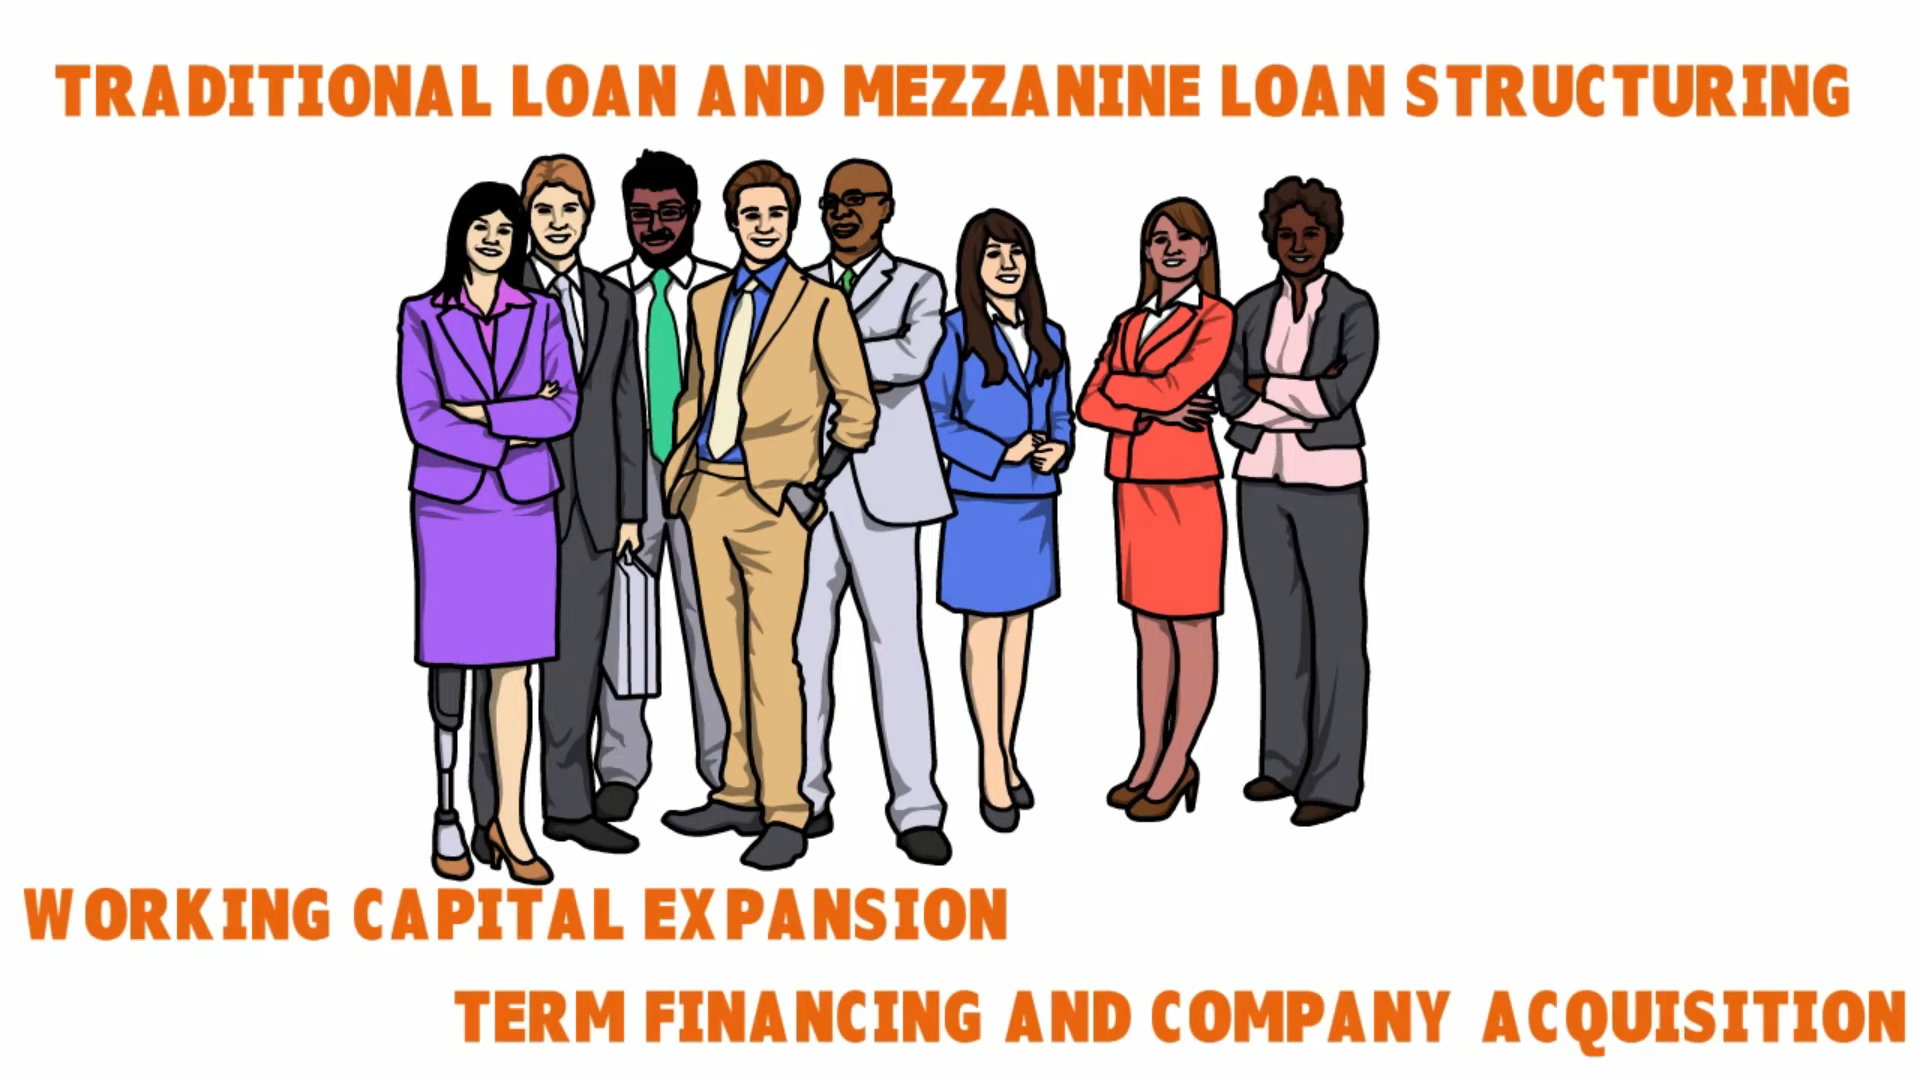 TRADITIONAL LOAN AND MEZZANINE LOAN STRUCTURING
WORKING CAPITAL EXPANSION
TERM FINANCING AND COMPANY ACQUISITION